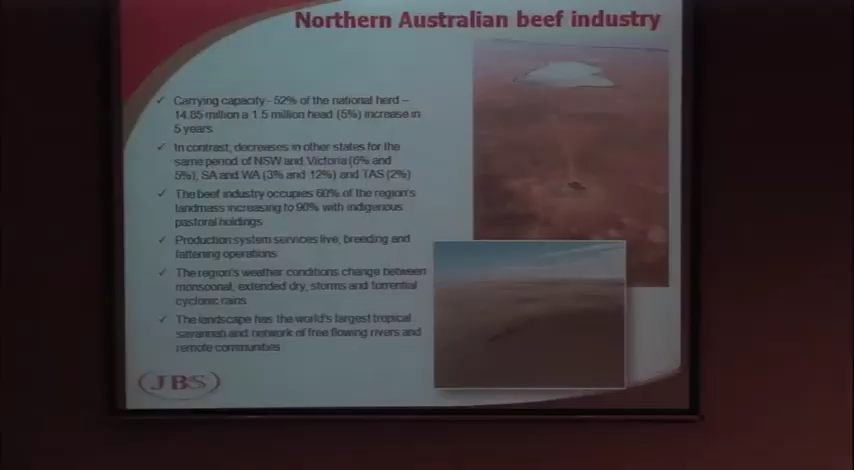 Northern Australian beef industry
Carrying capacity - 52% of the national herd –
14.85 million a 1.5 million head (5%) increase in
5 years
In contrast, decreases in other states for the
same period of NSW and Victoria (6% and
5%), SA and WA (3% and 12%) and TAS (2%)
The beef industry occupies 60% of the region's
landmass increasing to 90% with indigenous
pastoral holdings
Production system services live, breeding and
fattening operations
The region's weather conditions change between
monsoonal, extended dry, storms and torrential
cyclonic rains
The landscape has the world's largest tropical
savannah and network of free flowing rivers and
remote communities
JBS